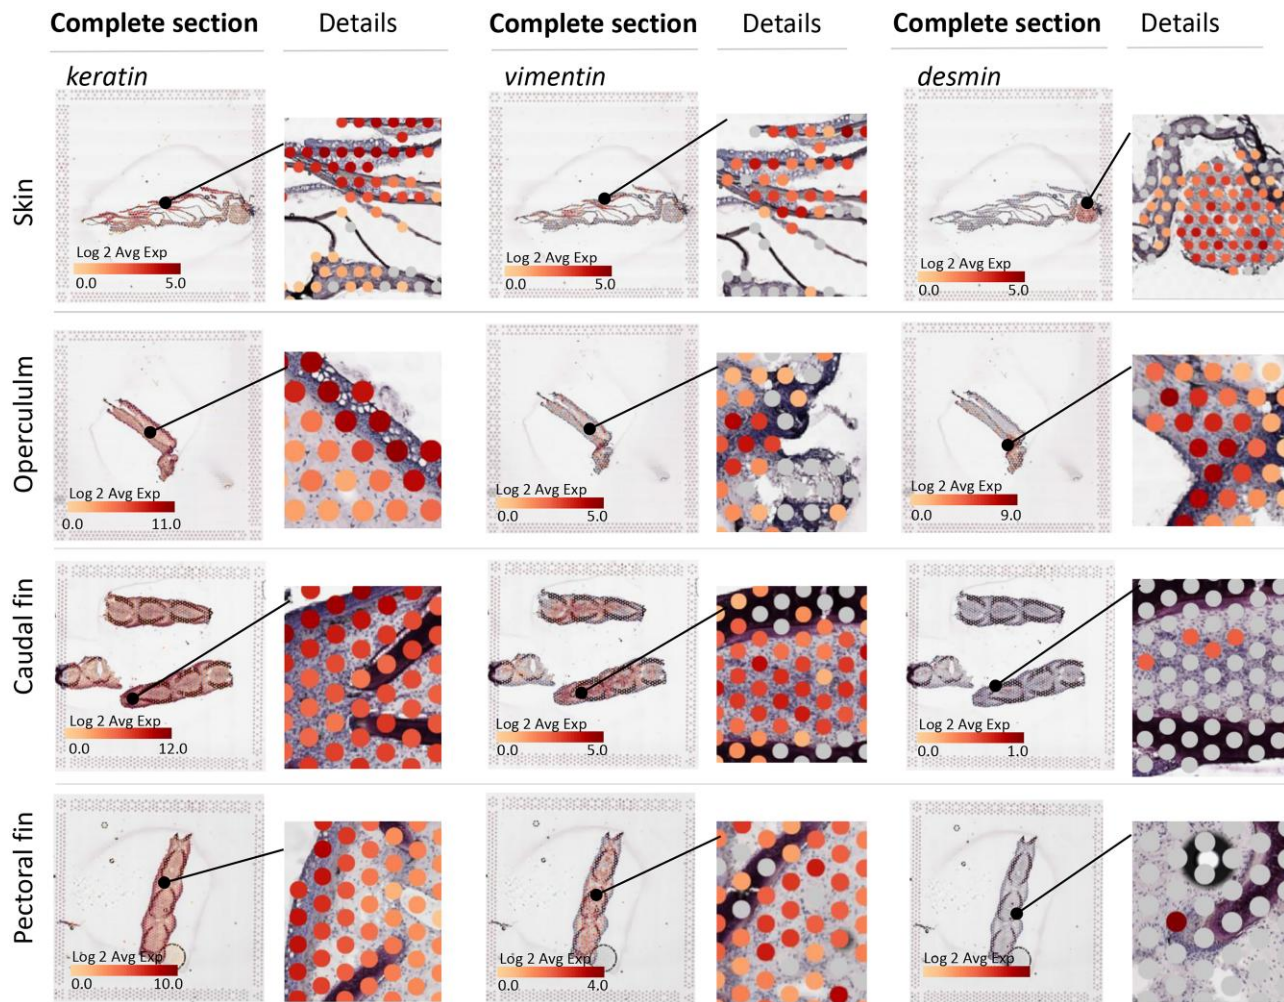 Complete section Details Complete section Details Complete section Details
keratin vimentin desmin
Skin
Log 2 Avg Exp Log 2 Avg Exp Log 2 Avg Exp
0.0 5.0 0.0 5.0 0.0 5.0
Opercululm
Log 2 Avg Exp Log 2 Avg Exp Log 2 Avg Exp
0.0 11.0 0.0 5.0 0.0 9.0
Caudal fin
Log 2 Avg Exp Log 2 Avg Exp Log 2 Avg Exp
0.0 12.0 0.0 5.0 0.0 1.0
Pectoral fin
Log 2 Avg Exp Log 2 Avg Exp Log 2 Avg Exp
0.0 10.0 0.0 4.0